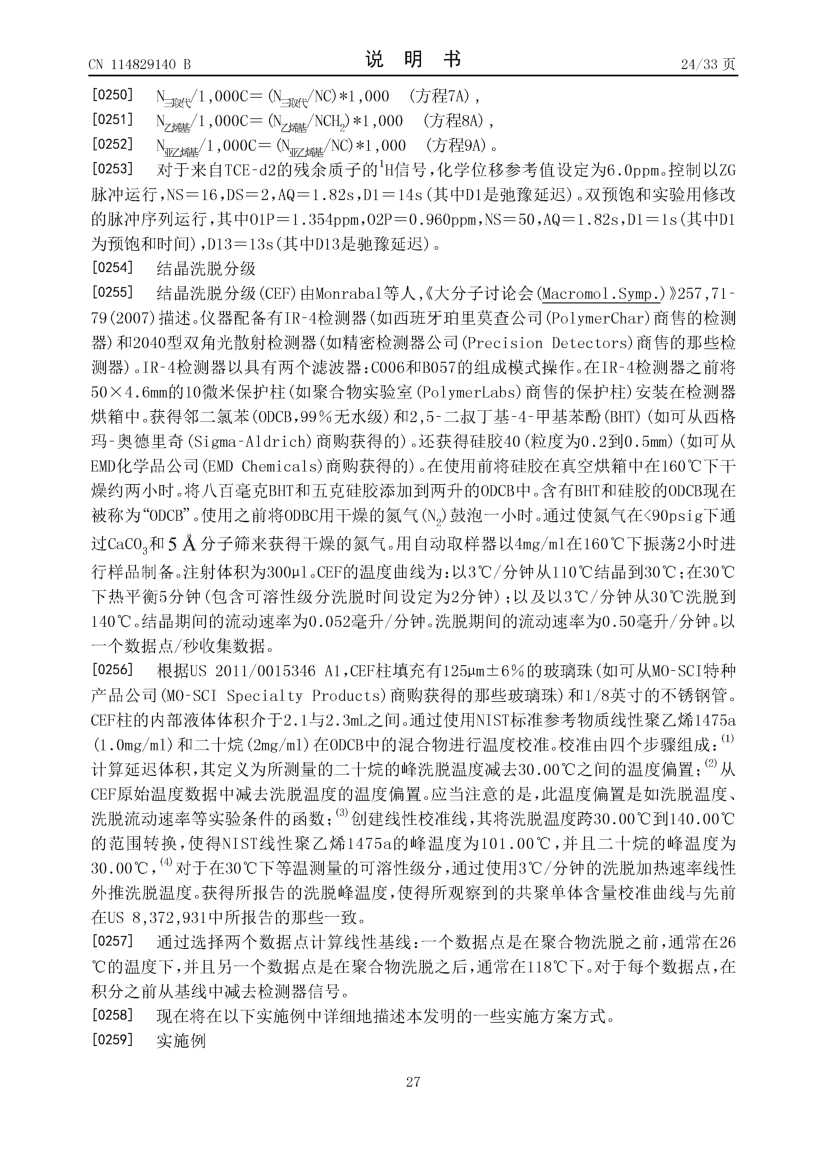 CN 114829140 B
说 明 书
24/33 页
[0250] N三取代/1,000C＝(N三取代/NC)*1,000 (方程7A)，
[0251] N乙烯基/1,000C＝(N乙烯基/NCH2)*1,000 (方程8A)，
[0252] N亚乙烯基/1,000C＝(N亚乙烯基/NC)*1,000 (方程9A)。
[0253] 对于来自TCE-d2的残余质子的1H信号，化学位移参考值设定为6.0ppm。控制以ZG
脉冲运行，NS＝16，DS＝2，AQ＝1.82s，D1＝14s(其中D1是弛豫延迟)。双预饱和实验用修改
的脉冲序列运行，其中O1P＝1.354ppm，O2P＝0.960ppm，NS＝50，AQ＝1.82s，D1＝1s(其中D1
为预饱和时间)，D13＝13s(其中D13是驰豫延迟)。
[0254] 结晶洗脱分级
[0255] 结晶洗脱分级(CEF)由Monrabal等人，《大分子讨论会(Macromol.Symp.)》257,71-
79(2007)描述。仪器配备有IR-4检测器(如西班牙珀里莫查公司(PolymerChar)商售的检测
器)和2040型双角光散射检测器(如精密检测器公司(Precision Detectors)商售的那些检
测器)。IR-4检测器以具有两个滤波器：C006和B057的组成模式操作。在IR-4检测器之前将
50×4.6mm的10微米保护柱(如聚合物实验室(PolymerLabs)商售的保护柱)安装在检测器
烘箱中。获得邻二氯苯(ODCB，99％无水级)和2,5-二叔丁基-4-甲基苯酚(BHT)(如可从西格
玛-奥德里奇(Sigma-Aldrich)商购获得的)。还获得硅胶40(粒度为0.2到0.5mm)(如可从
EMD化学品公司(EMD Chemicals)商购获得的)。在使用前将硅胶在真空烘箱中在160℃下干
燥约两小时。将八百毫克BHT和五克硅胶添加到两升的ODCB中。含有BHT和硅胶的ODCB现在
被称为“ODCB”。使用之前将ODBC用干燥的氮气(N2)鼓泡一小时。通过使氮气在<90psig下通
过CaCO3和5 Å分子筛来获得干燥的氮气。用自动取样器以4mg/ml在160℃下振荡2小时进
行样品制备。注射体积为300μl。CEF的温度曲线为：以3℃/分钟从110℃结晶到30℃；在30℃
下热平衡5分钟(包含可溶性级分洗脱时间设定为2分钟)；以及以3℃/分钟从30℃洗脱到
140℃。结晶期间的流动速率为0.052毫升/分钟。洗脱期间的流动速率为0.50毫升/分钟。以
一个数据点/秒收集数据。
[0256] 根据US 2011/0015346 A1，CEF柱填充有125μm±6％的玻璃珠(如可从MO-SCI特种
产品公司(MO-SCI Specialty Products)商购获得的那些玻璃珠)和1/8英寸的不锈钢管。
CEF柱的内部液体体积介于2.1与2.3mL之间。通过使用NIST标准参考物质线性聚乙烯1475a
(1.0mg/ml)和二十烷(2mg/ml)在ODCB中的混合物进行温度校准。校准由四个步骤组成：(1)
计算延迟体积，其定义为所测量的二十烷的峰洗脱温度减去30.00℃之间的温度偏置；(2)从
CEF原始温度数据中减去洗脱温度的温度偏置。应当注意的是，此温度偏置是如洗脱温度、
洗脱流动速率等实验条件的函数；(3)创建线性校准线，其将洗脱温度跨30.00℃到140.00℃
的范围转换，使得NIST线性聚乙烯1475a的峰温度为101.00℃，并且二十烷的峰温度为
30.00℃，(4)对于在30℃下等温测量的可溶性级分，通过使用3℃/分钟的洗脱加热速率线性
外推洗脱温度。获得所报告的洗脱峰温度，使得所观察到的共聚单体含量校准曲线与先前
在US 8,372,931中所报告的那些一致。
[0257] 通过选择两个数据点计算线性基线：一个数据点是在聚合物洗脱之前，通常在26
℃的温度下，并且另一个数据点是在聚合物洗脱之后，通常在118℃下。对于每个数据点，在
积分之前从基线中减去检测器信号。
[0258] 现在将在以下实施例中详细地描述本发明的一些实施方案方式。
[0259] 实施例
27